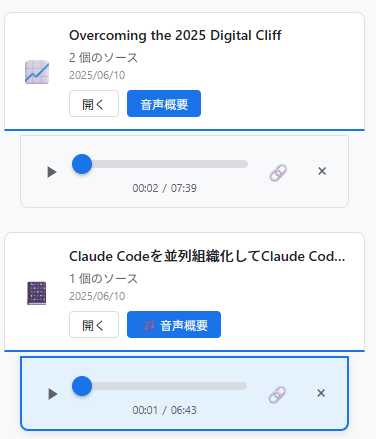 Overcoming the 2025 Digital Cliff
2 個のソース
2025/06/10
開く 音声概要
00:02 / 07:39
×
Claude Codeを並列組織化してClaude Cod...
1 個のソース
2025/06/10
開く 音声概要
00:01 / 06:43
×